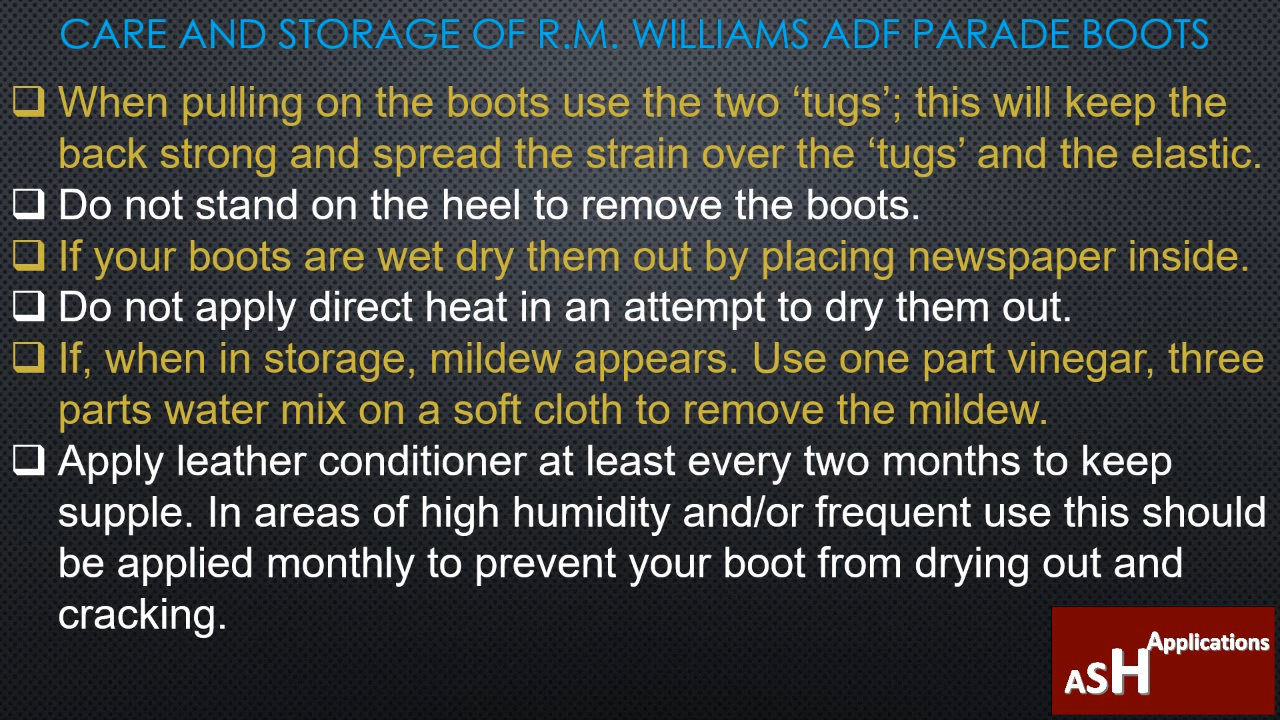 CARE AND STORAGE OF R.M. WILLIAMS ADF PARADE BOOTS
❑ When pulling on the boots use the two ‘tugs’; this will keep the
back strong and spread the strain over the ‘tugs’ and the elastic.
❑ Do not stand on the heel to remove the boots.
❑ If your boots are wet dry them out by placing newspaper inside.
❑ Do not apply direct heat in an attempt to dry them out.
❑ If, when in storage, mildew appears. Use one part vinegar, three
parts water mix on a soft cloth to remove the mildew.
❑ Apply leather conditioner at least every two months to keep
supple. In areas of high humidity and/or frequent use this should
be applied monthly to prevent your boot from drying out and
cracking.
ASH Applications